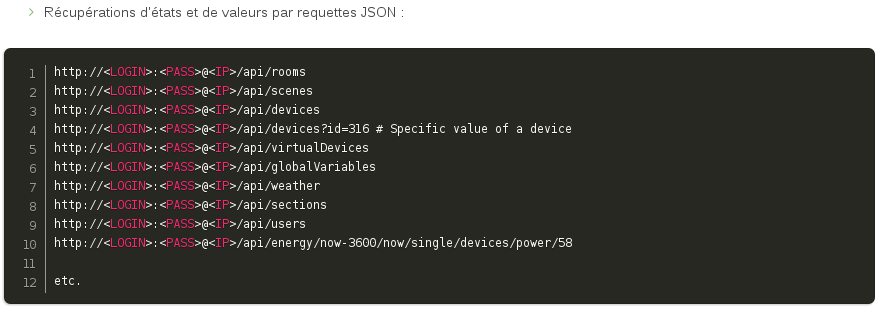 Récupérations d'états et de valeurs par requettes JSON :
1 http://<LOGIN>:<PASS>@<IP>/api/rooms
2 http://<LOGIN>:<PASS>@<IP>/api/scenes
3 http://<LOGIN>:<PASS>@<IP>/api/devices
4 http://<LOGIN>:<PASS>@<IP>/api/devices?id=316 # Specific value of a device
5 http://<LOGIN>:<PASS>@<IP>/api/virtualDevices
6 http://<LOGIN>:<PASS>@<IP>/api/globalVariables
7 http://<LOGIN>:<PASS>@<IP>/api/weather
8 http://<LOGIN>:<PASS>@<IP>/api/sections
9 http://<LOGIN>:<PASS>@<IP>/api/users
10 http://<LOGIN>:<PASS>@<IP>/api/energy/now-3600/now/single/devices/power/58
11
12 etc.